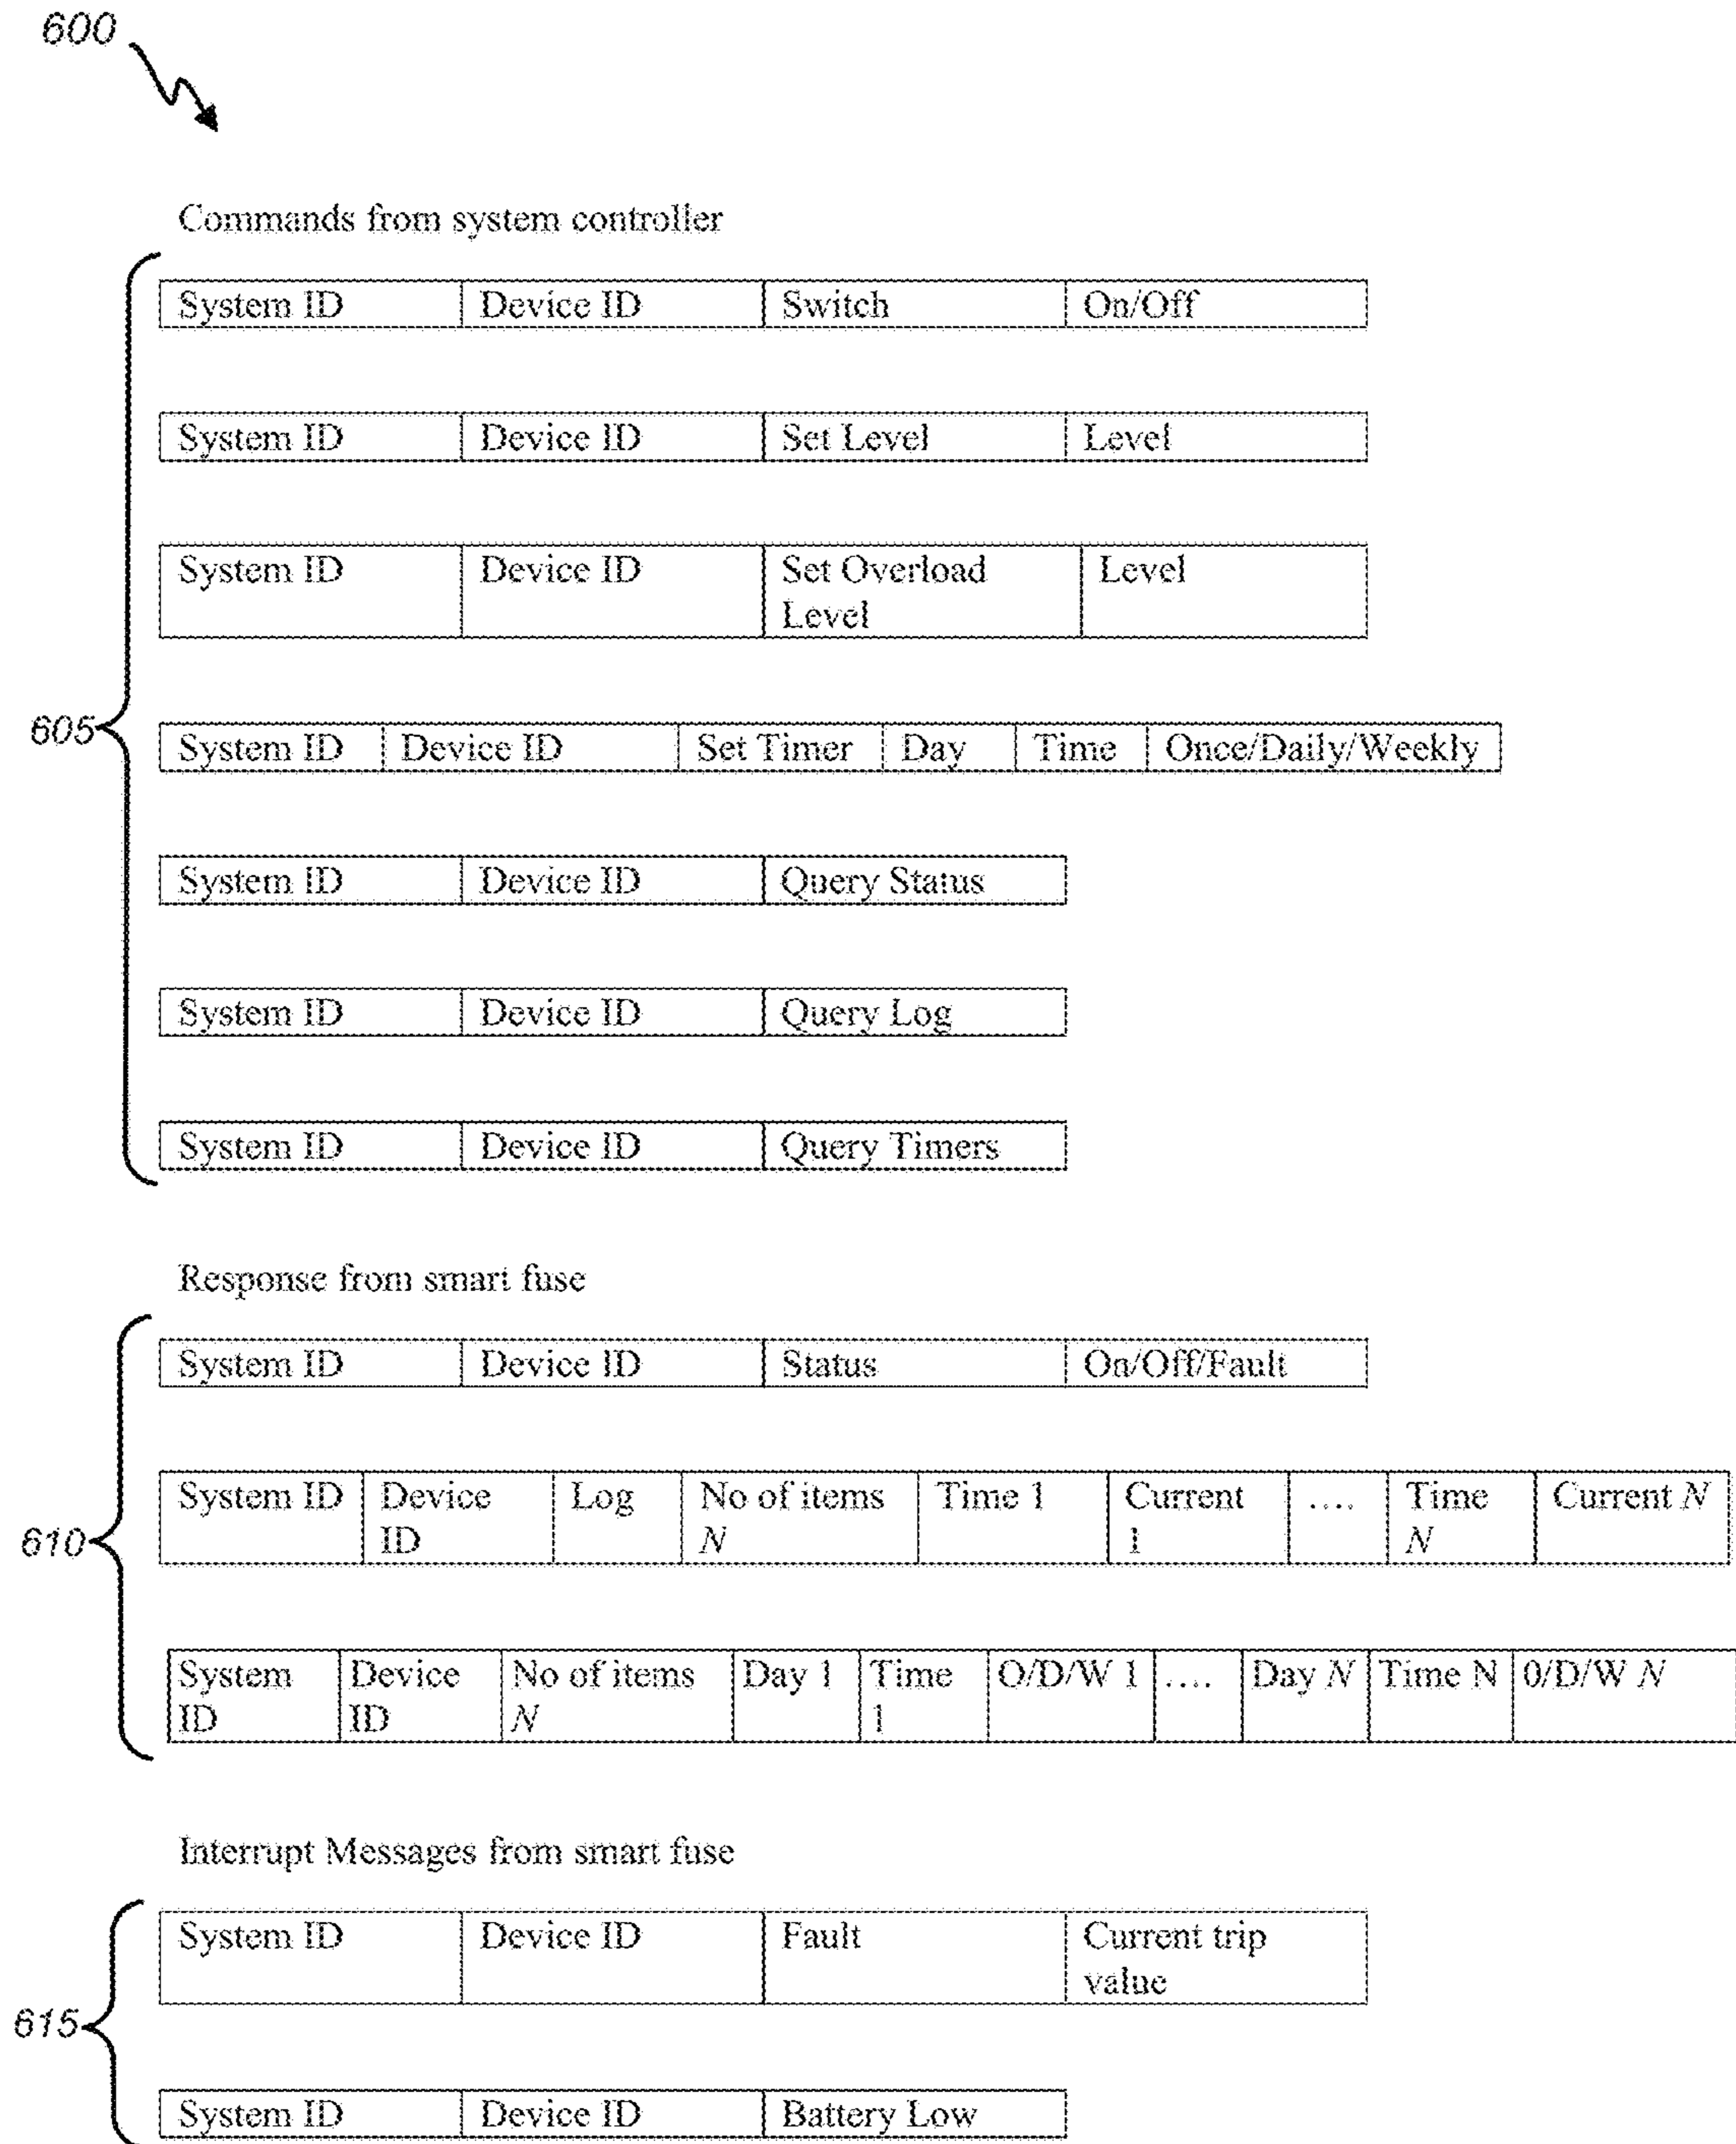 600
Commands from system controller
System ID Device ID Switch On/Off
System ID Device ID Set Level Level
System ID Device ID Set Overload Level
Level
605
System ID Device ID Set Timer Day Time Once/Daily/Weekly
System ID Device ID Query Status
System ID Device ID Query Log
System ID Device ID Query Timers
Response from smart fuse
System ID Device ID Status On/Off/Fault
610
System ID Device Log No of items Time 1 Current .... Time Current N
ID N 1 N
System Device No of items Day 1 Time O/D/W 1 .... Day N Time N 0/D/W N
ID ID N 1
Interrupt Messages from smart fuse
615
System ID Device ID Fault Current trip
value
System ID Device ID Battery Low